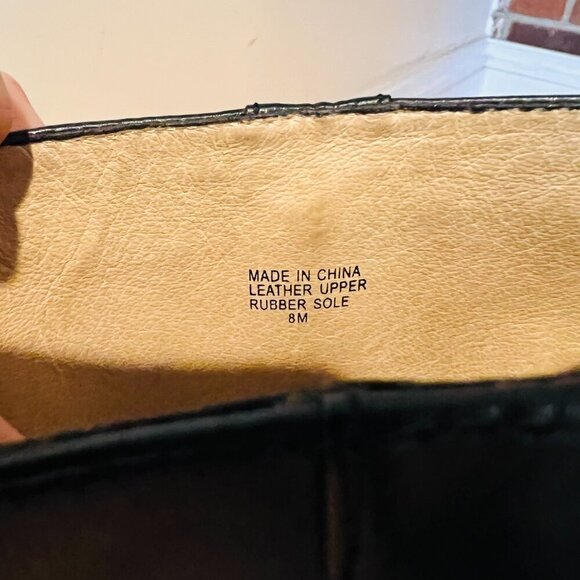 MADE IN CHINA
LEATHER UPPER
RUBBER SOLE
8M